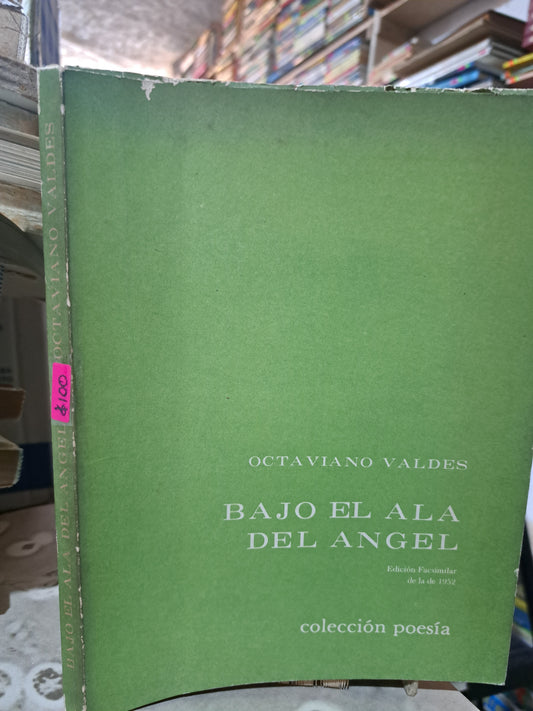 OCTAVIANO VALDES
BAJO EL ALA
DEL ANGEL
Edición Facsimilar
de la de 1952
colección poesía
BAJO EL ALA DEL ANGEL OCTAVIANO VALDES
$100